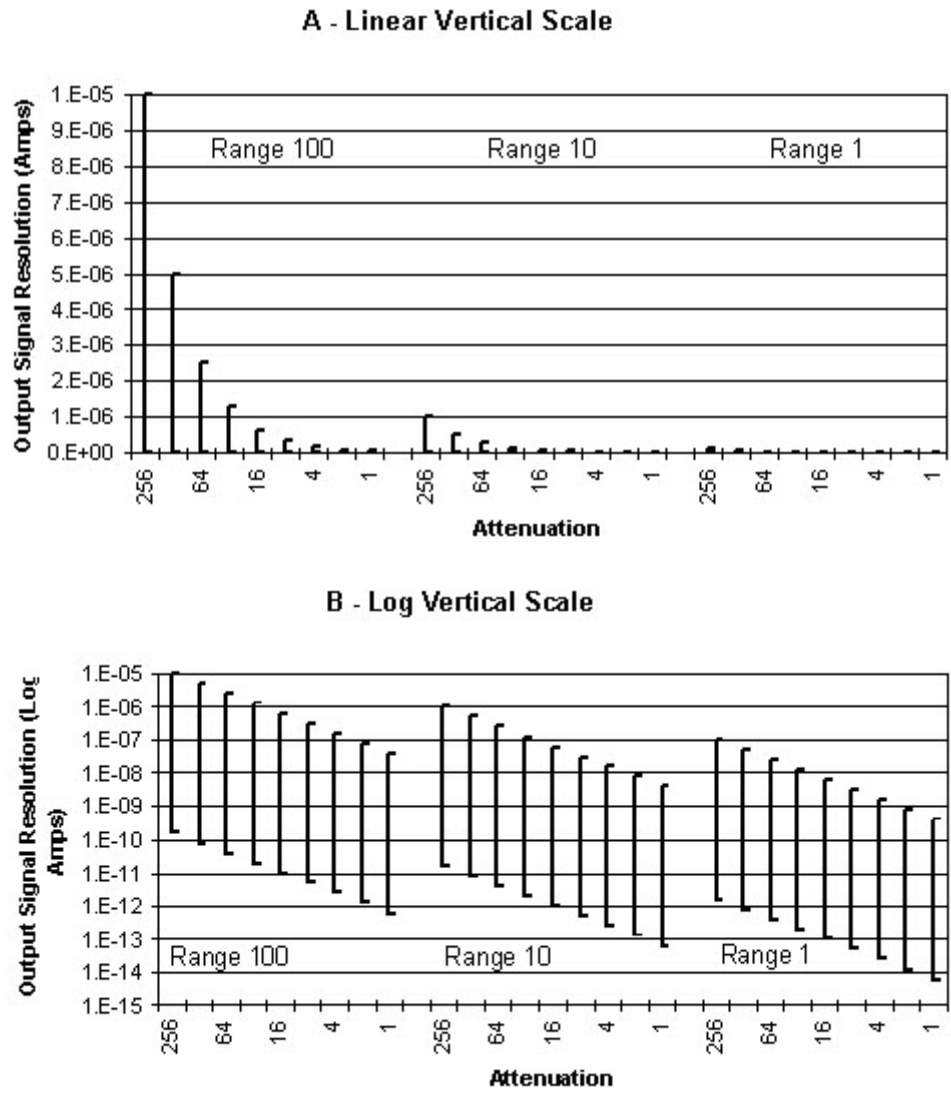 A - Linear Vertical Scale
Output Signal Resolution (Amps)
1.E-05
9.E-06
8.E-06
7.E-06
6.E-06
5.E-06
4.E-06
3.E-06
2.E-06
1.E-06
0.E+00
Range 100 Range 10 Range 1
256 64 16 4 1 256 64 16 4 1 256 64 16 4 1
Attenuation
B - Log Vertical Scale
Output Signal Resolution (Log
Amps)
1.E-05
1.E-06
1.E-07
1.E-08
1.E-09
1.E-10
1.E-11
1.E-12
1.E-13
1.E-14
1.E-15
Range 100 Range 10 Range 1
256 64 16 4 1 256 64 16 4 1 256 64 16 4 1
Attenuation